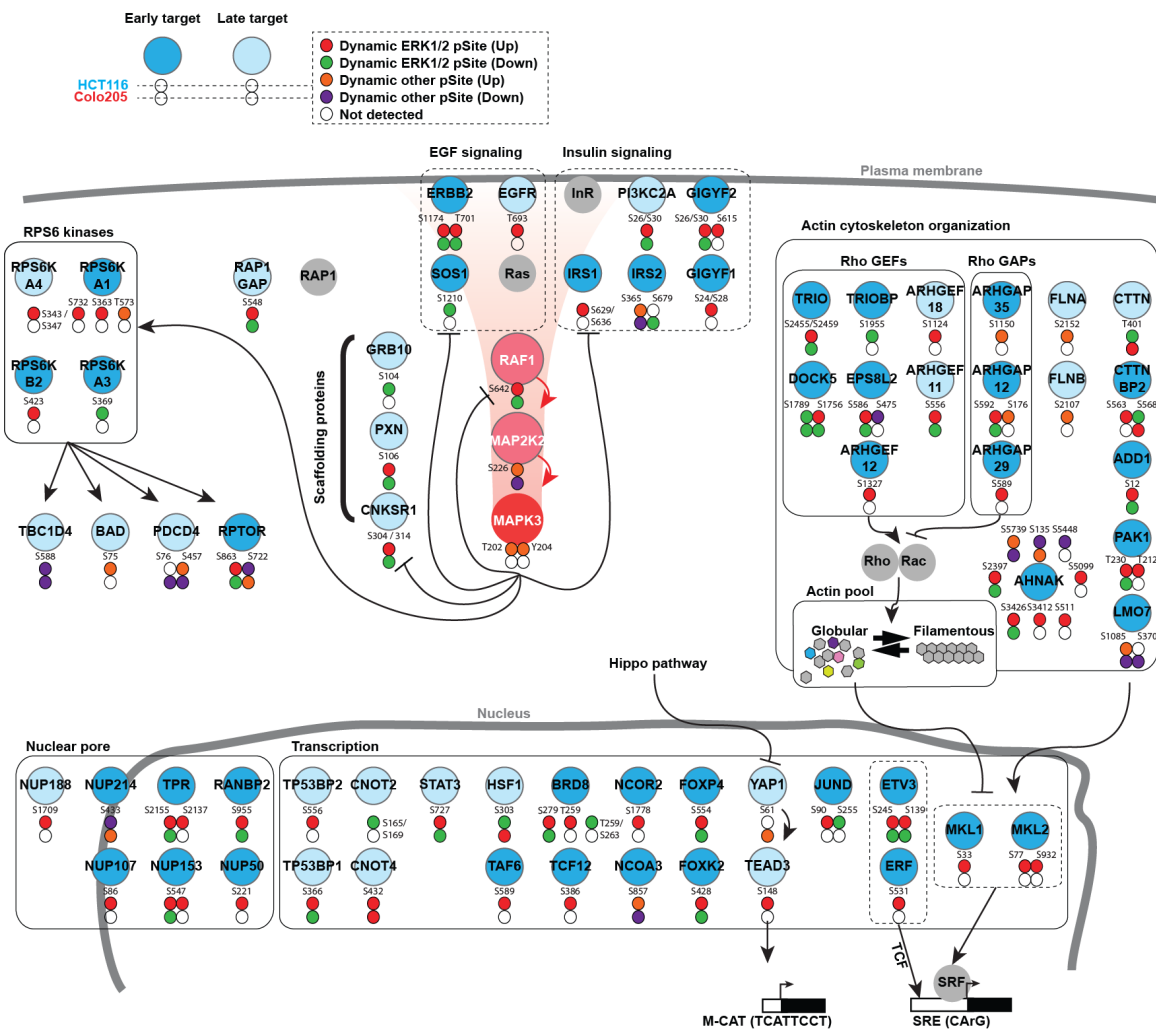 Early target
Late target
HCT116
Colo205
Dynamic ERK1/2 pSite (Up)
Dynamic ERK1/2 pSite (Down)
Dynamic other pSite (Up)
Dynamic other pSite (Down)
Not detected
Plasma membrane
EGF signaling
ERBB2
S1174
T701
EGFR
T693
SOS1
S1210
Ras
Insulin signaling
InR
PI3KC2A
S26/S30
GIGYF2
S26/S30
S615
IRS1
S629/
S636
IRS2
S365
S679
GIGYF1
S24/S28
RPS6 kinases
RPS6K
A4
S343 /
S347
RPS6K
A1
S732
S363
T573
RPS6K
B2
S423
RPS6K
A3
S369
RAP1
GAP
S548
RAP1
TBC1D4
S588
BAD
S75
PDCD4
S76
S457
RPTOR
S863
S722
Scaffolding proteins
GRB10
S104
PXN
S106
CNKSR1
S304 / 314
RAF1
S642
MAP2K2
S226
MAPK3
T202
Y204
Actin cytoskeleton organization
Rho GEFs
TRIO
S2455/S2459
TRIOBP
S1955
ARHGEF
18
S1124
DOCK5
S1789
S1756
EPS8L2
S586
S475
ARHGEF
11
S556
ARHGEF
12
S1327
Rho GAPs
ARHGAP
35
S1150
ARHGAP
12
S592
S176
ARHGAP
29
S589
FLNA
S2152
FLNB
S2107
CTTN
T401
CTTN
BP2
S563
S568
ADD1
S12
PAK1
T230
T212
LMO7
S1085
S370
Rho
Rac
S5739
S135
S5448
S2397
AHNAK
S5099
S3426
S3412
S511
Actin pool
Globular
Filamentous
Hippo pathway
Nucleus
Nuclear pore
NUP188
S1709
NUP214
S433
TPR
S2155
S2137
RANBP2
S955
NUP107
S86
NUP153
S547
NUP50
S221
Transcription
TP53BP2
S556
CNOT2
S165/
S169
STAT3
S727
HSF1
S303
BRD8
S279
T259
T259/
S263
NCOR2
S1778
FOXP4
S554
YAP1
S61
JUND
S90
S255
ETV3
S245
S139
TP53BP1
S366
CNOT4
S432
TAF6
S589
TCF12
S386
NCOA3
S857
FOXK2
S428
TEAD3
S148
ERF
S531
MKL1
S33
MKL2
S77
S932
TCF
SRF
M-CAT (TCATTCCT)
SRE (CArG)